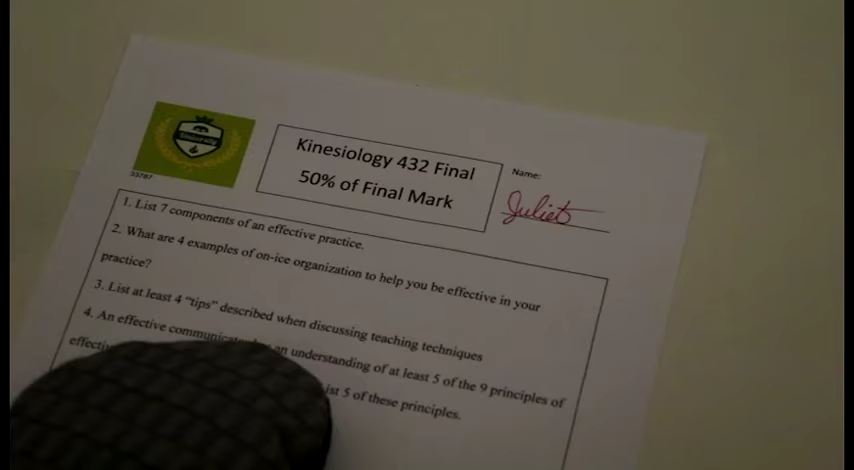 University
33787
Kinesiology 432 Final
50% of Final Mark
Name:
Juliet
1. List 7 components of an effective practice.
2. What are 4 examples of on-ice organization to help you be effective in your
practice?
3. List at least 4 “tips” described when discussing teaching techniques
4. An effective an understanding of at least 5 of the 9 principles of
5 of these principles.